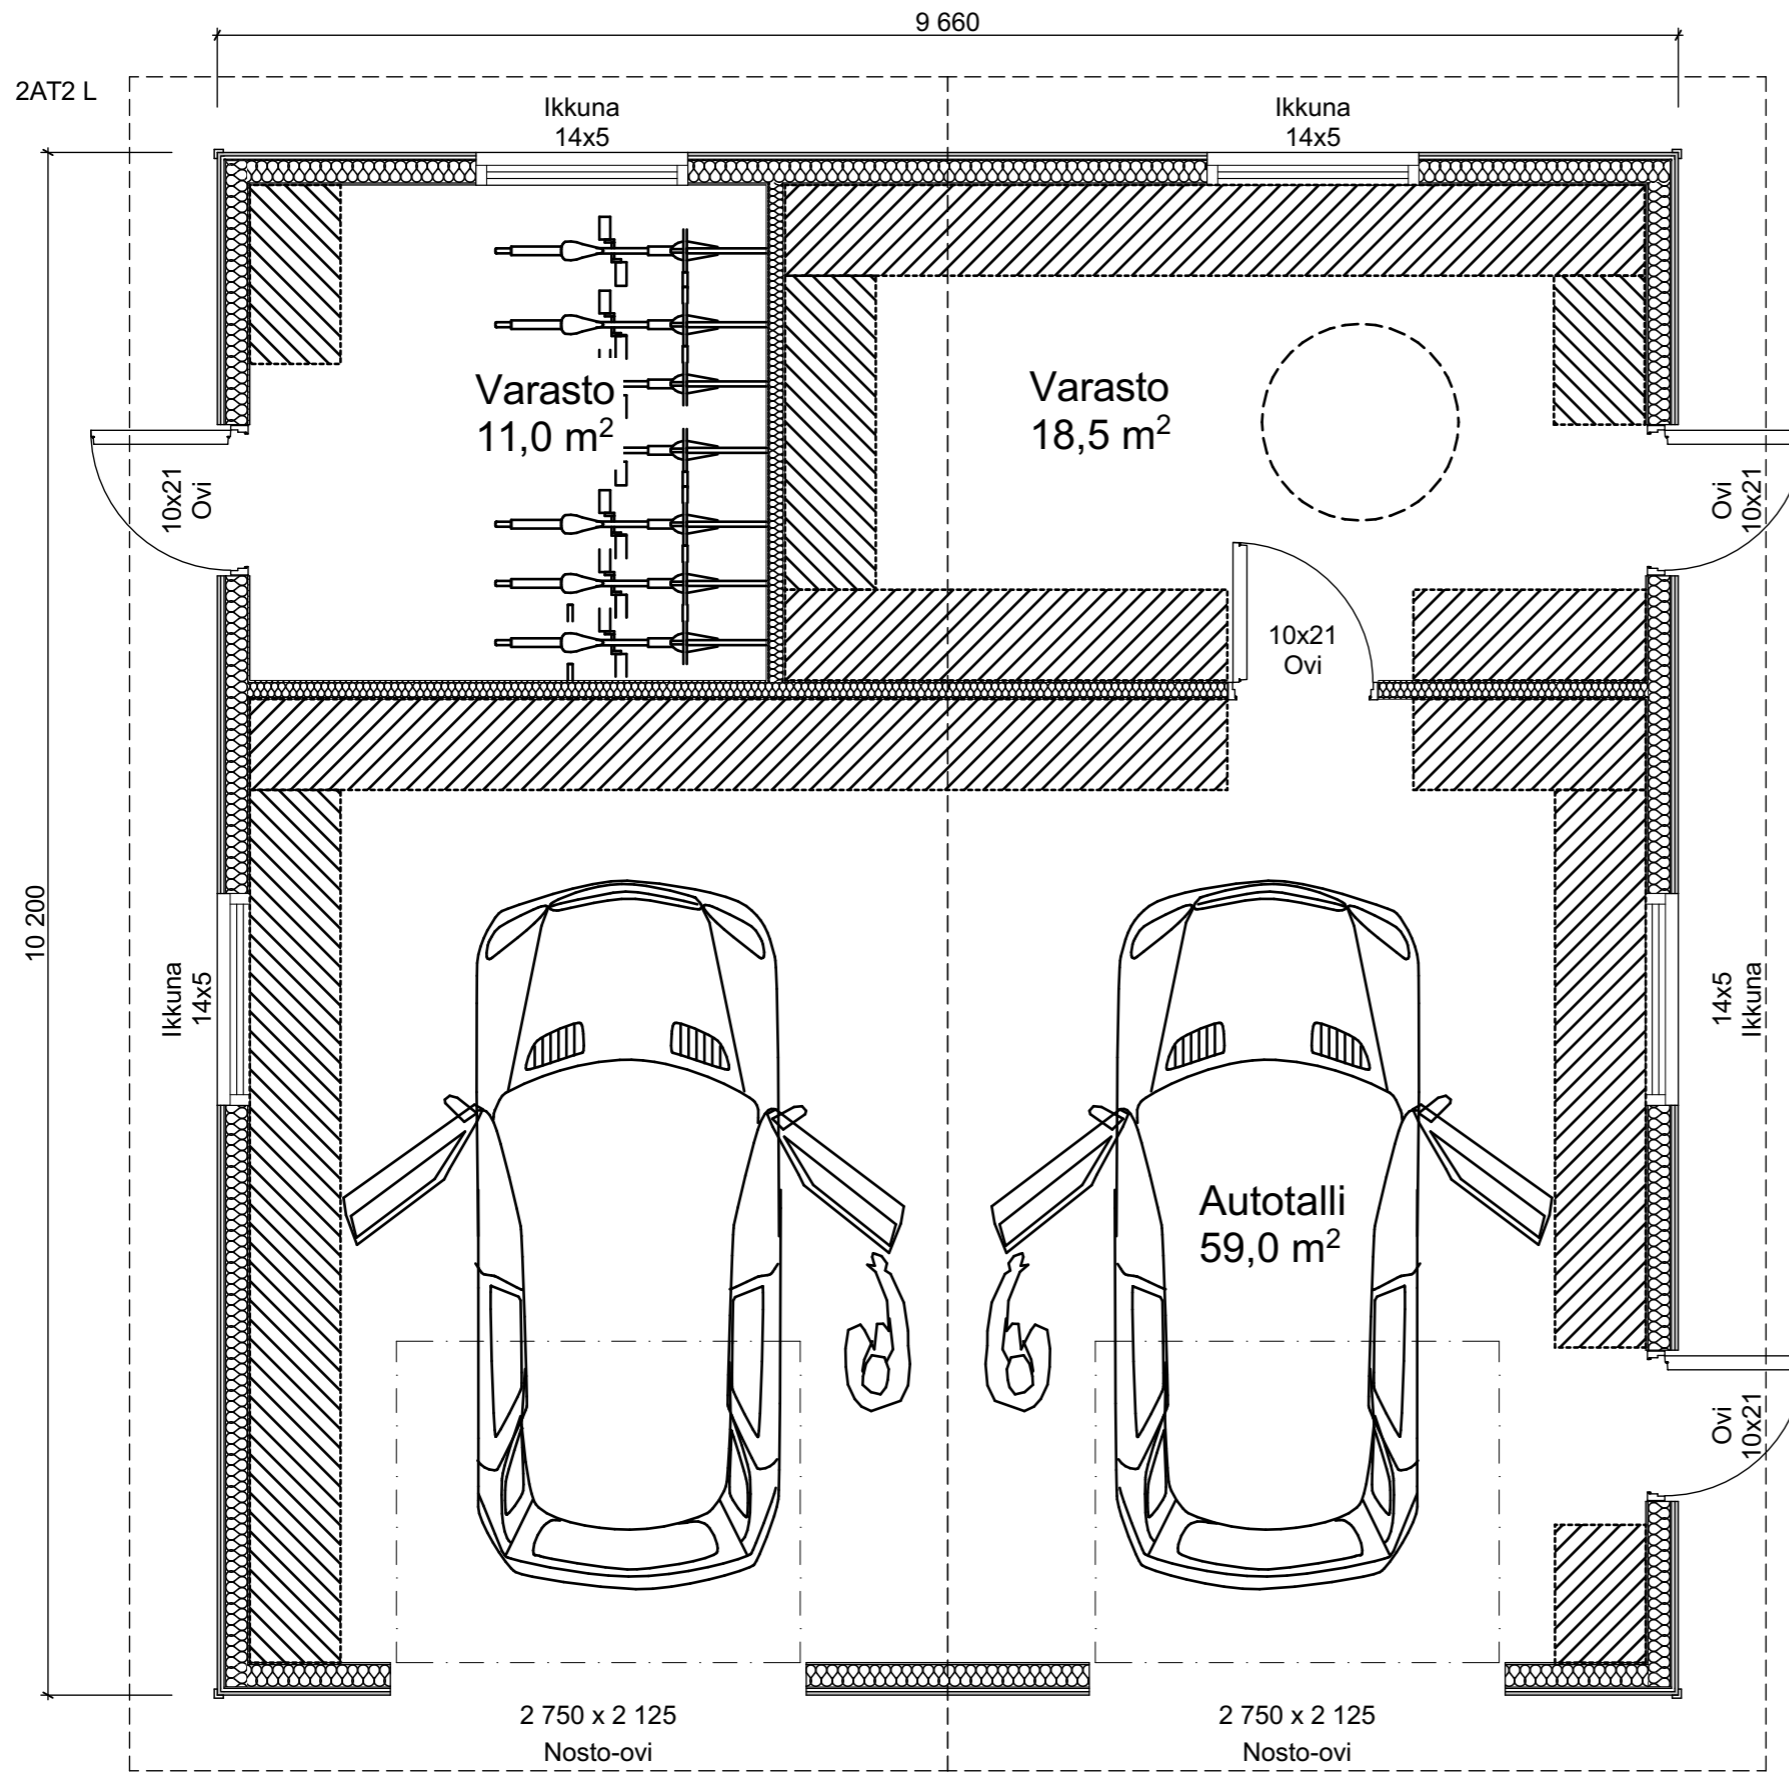 9 660
2AT2 L
Ikkuna
14x5
Ikkuna
14x5
Varasto
11,0 m²
Varasto
18,5 m²
10x21
Ovi
Ovi
10x21
10x21
Ovi
10 200
Ikkuna
14x5
14x5
Ikkuna
Autotalli
59,0 m²
Ovi
10x21
2 750 x 2 125
Nosto-ovi
2 750 x 2 125
Nosto-ovi